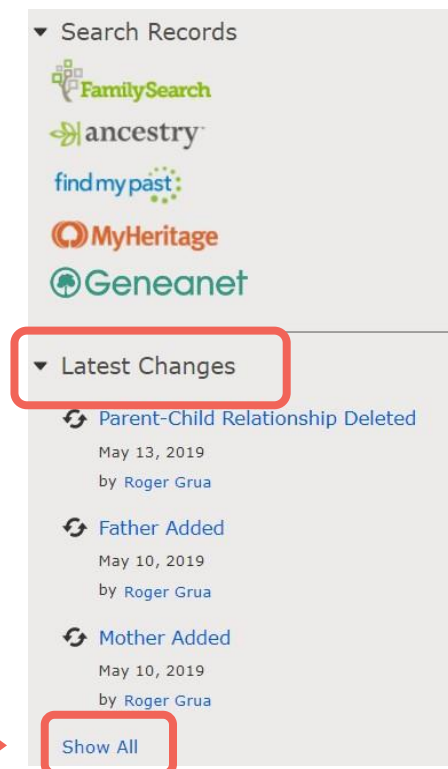 Search Records
FamilySearch
ancestry
findmypast
MyHeritage
Geneanet
Latest Changes
Parent-Child Relationship Deleted
May 13, 2019
by Roger Grua
Father Added
May 10, 2019
by Roger Grua
Mother Added
May 10, 2019
by Roger Grua
Show All